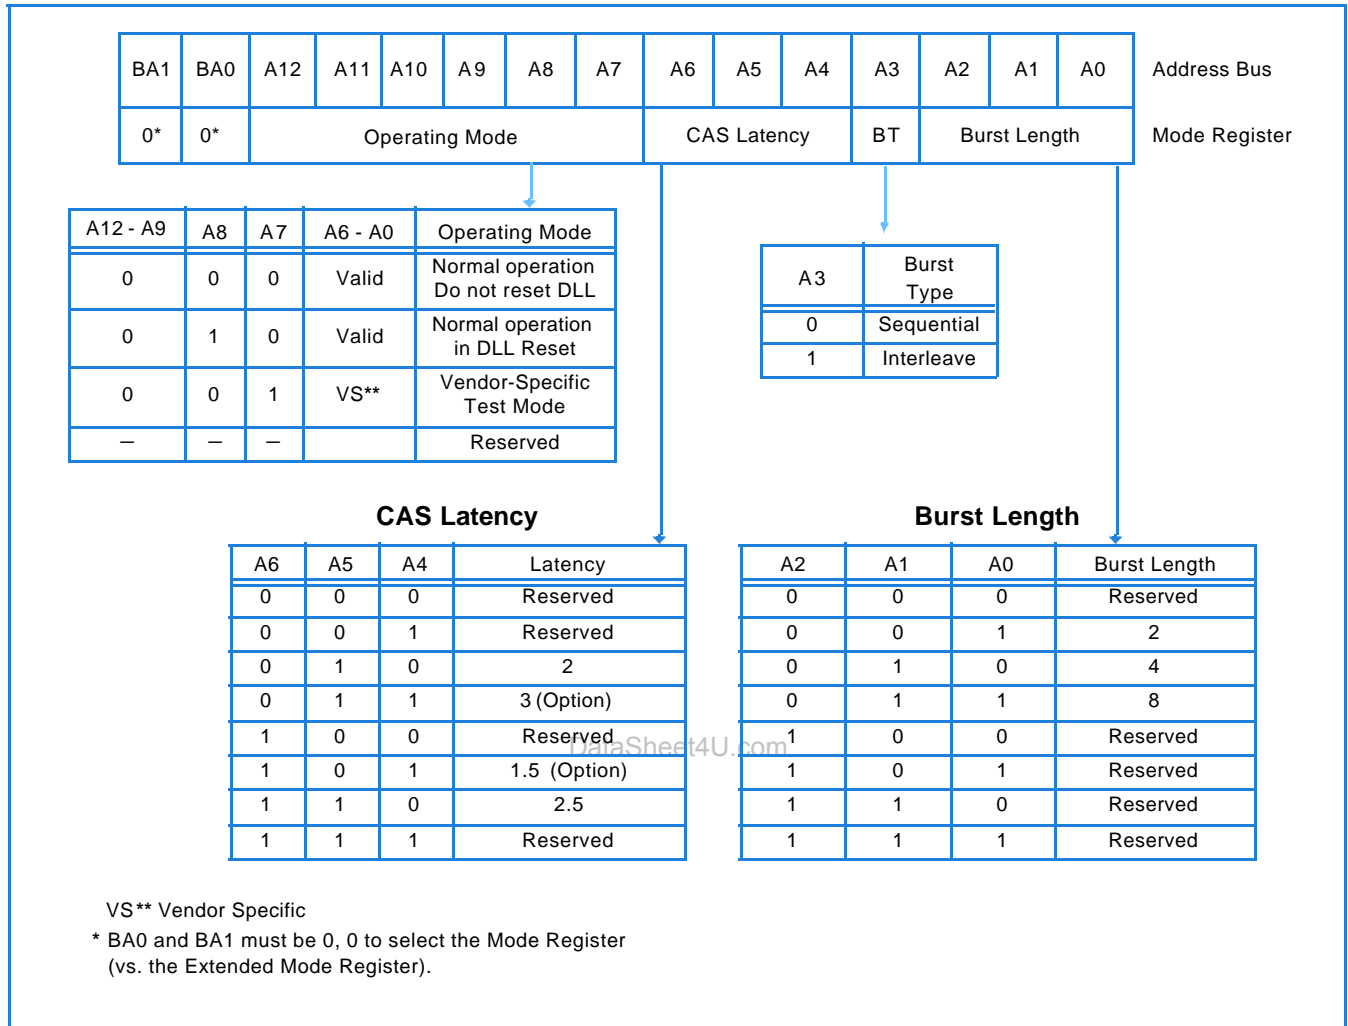 BA1 BA0 A12 A11 A10 A9 A8 A7 A6 A5 A4 A3 A2 A1 A0 Address Bus
0* 0* Operating Mode CAS Latency BT Burst Length Mode Register
A12 - A9 A8 A7 A6 - A0 Operating Mode
0 0 0 Valid Normal operation
Do not reset DLL
0 1 0 Valid Normal operation
in DLL Reset
0 0 1 VS** Vendor-Specific
Test Mode
— — — Reserved
A3 Burst
Type
0 Sequential
1 Interleave
CAS Latency
A6 A5 A4 Latency
0 0 0 Reserved
0 0 1 Reserved
0 1 0 2
0 1 1 3 (Option)
1 0 0 Reserved
1 0 1 1.5 (Option)
1 1 0 2.5
1 1 1 Reserved
Burst Length
A2 A1 A0 Burst Length
0 0 0 Reserved
0 0 1 2
0 1 0 4
0 1 1 8
1 0 0 Reserved
1 0 1 Reserved
1 1 0 Reserved
1 1 1 Reserved
DataSheet4U.com
VS** Vendor Specific
* BA0 and BA1 must be 0, 0 to select the Mode Register
(vs. the Extended Mode Register).